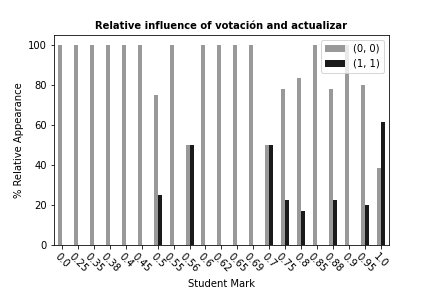 Relative influence of votación and actualizar
(0, 0)
(1, 1)
% Relative Appearance
100
80
60
40
20
0
0.0 0.25 0.35 0.38 0.4 0.45 0.5 0.55 0.56 0.6 0.62 0.65 0.69 0.7 0.75 0.8 0.85 0.88 0.9 0.95 1.0
Student Mark